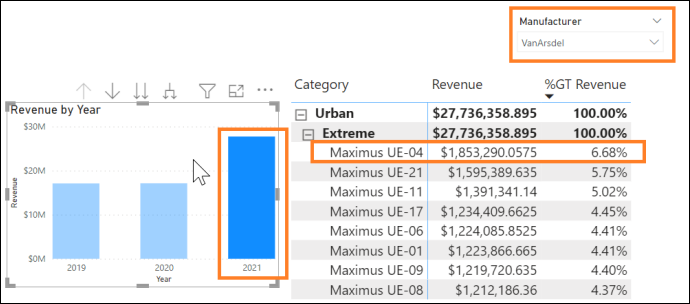 Manufacturer
VanArsdel
Category Revenue %GT Revenue
Urban $27,736,358.895 100.00%
Extreme $27,736,358.895 100.00%
Maximus UE-04 $1,853,290.0575 6.68%
Maximus UE-21 $1,595,389.635 5.75%
Maximus UE-11 $1,391,341.14 5.02%
Maximus UE-17 $1,234,409.6625 4.45%
Maximus UE-06 $1,224,085.8525 4.41%
Maximus UE-01 $1,223,866.665 4.41%
Maximus UE-09 $1,219,720.635 4.40%
Maximus UE-08 $1,212,186.36 4.37%
Revenue by Year
$30M
$20M
$10M
$0M
Revenue
2019 2020 2021
Year